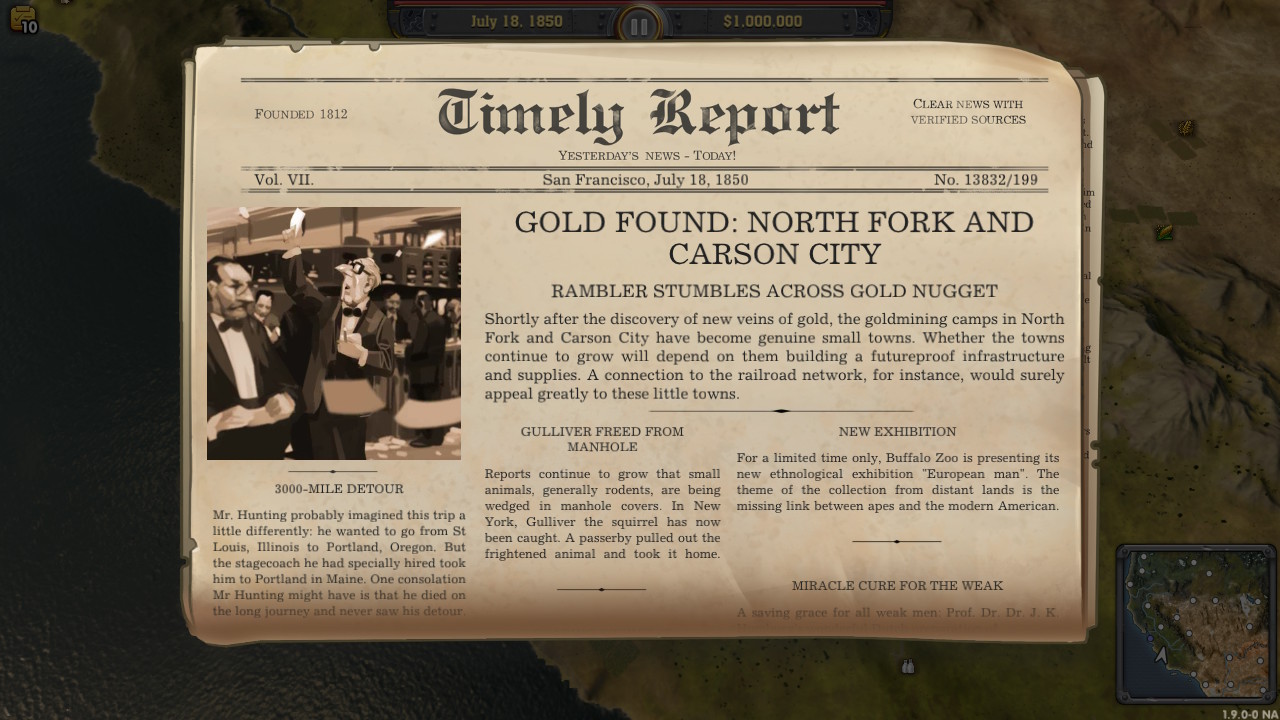 10
July 18, 1850
$1,000,000
FOUNDED 1812
Timely Report
CLEAR NEWS WITH
VERIFIED SOURCES
YESTERDAY'S NEWS - TODAY!
Vol. VII.
San Francisco, July 18, 1850
No. 13832/199
GOLD FOUND: NORTH FORK AND
CARSON CITY
RAMBLER STUMBLES ACROSS GOLD NUGGET
Shortly after the discovery of new veins of gold, the goldmining camps in North
Fork and Carson City have become genuine small towns. Whether the towns
continue to grow will depend on them building a futureproof infrastructure
and supplies. A connection to the railroad network, for instance, would surely
appeal greatly to these little towns.
3000-MILE DETOUR
Mr. Hunting probably imagined this trip a
little differently: he wanted to go from St
Louis, Illinois to Portland, Oregon. But
the stagecoach he had specially hired took
him to Portland in Maine. One consolation
Mr Hunting might have is that he died on
the long journey and never saw his detour.
GULLIVER FREED FROM
MANHOLE
Reports continue to grow that small
animals, generally rodents, are being
wedged in manhole covers. In New
York, Gulliver the squirrel has now
been caught. A passerby pulled out the
frightened animal and took it home.
NEW EXHIBITION
For a limited time only, Buffalo Zoo is presenting its
new ethnological exhibition "European man". The
theme of the collection from distant lands is the
missing link between apes and the modern American.
MIRACLE CURE FOR THE WEAK
A saving grace for all weak men: Prof. Dr. Dr. J. K.
1.9.0-0 NA